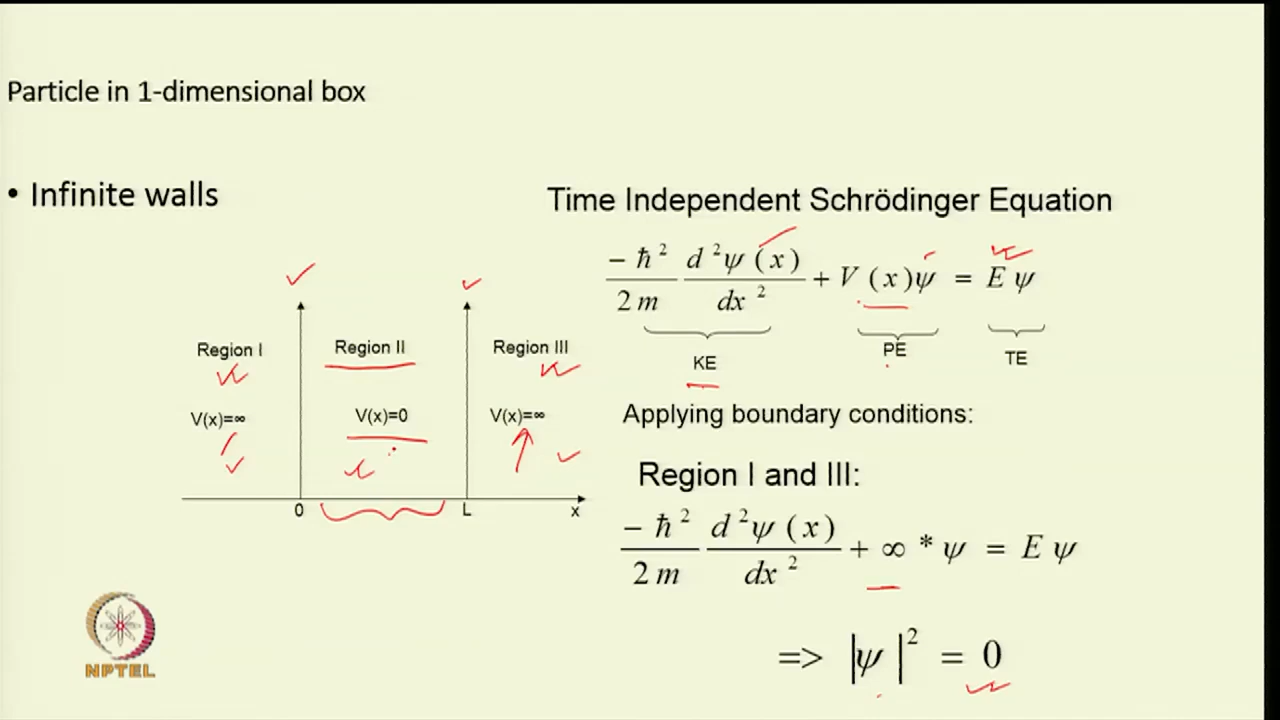 Particle in 1-dimensional box
• Infinite walls
Region I
Region II
Region III
V(x)=∞
V(x)=0
V(x)=∞
0
L
x
Time Independent Schrödinger Equation
−ħ² / 2m d²ψ(x) / dx² + V(x)ψ = Eψ
KE
PE
TE
Applying boundary conditions:
Region I and III:
−ħ² / 2m d²ψ(x) / dx² + ∞ * ψ = Eψ
=> |ψ|² = 0
NPTEL